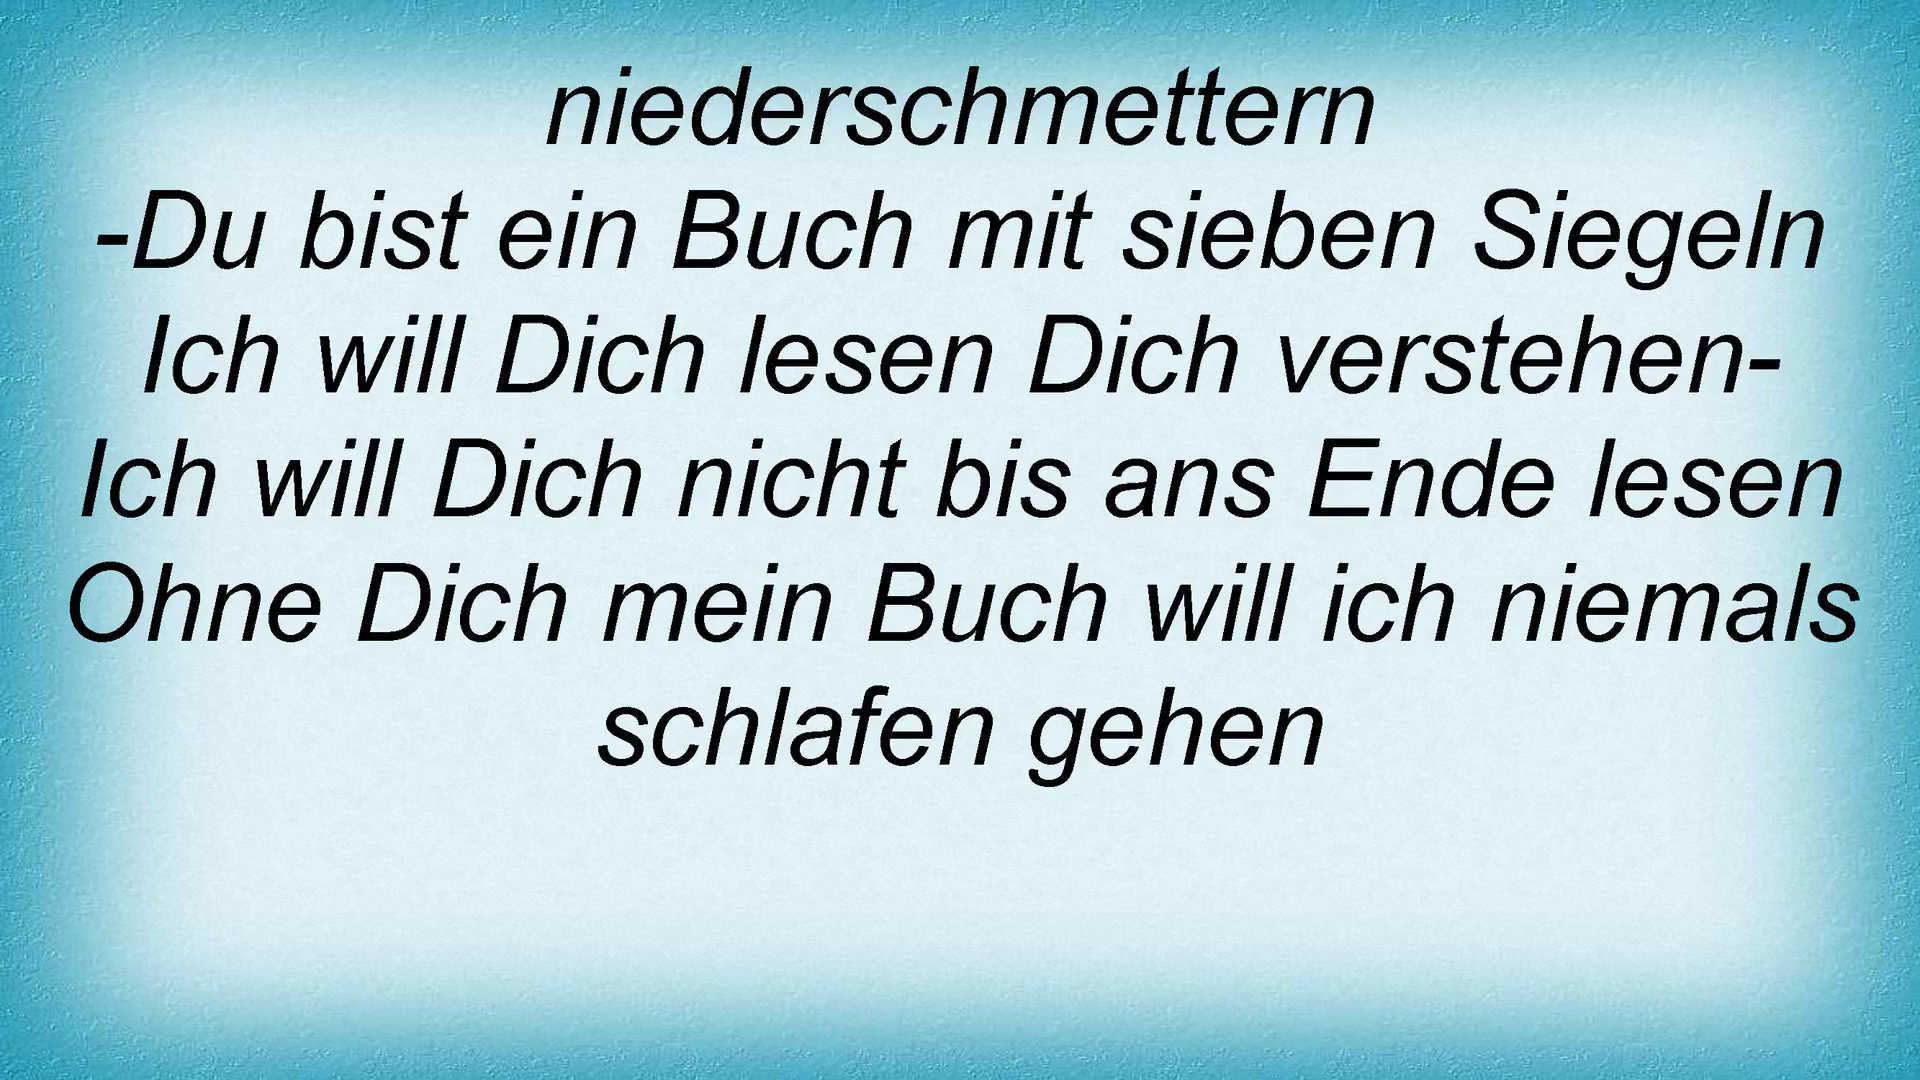 niederschmettern
-Du bist ein Buch mit sieben Siegeln
Ich will Dich lesen Dich verstehen-
Ich will Dich nicht bis ans Ende lesen
Ohne Dich mein Buch will ich niemals
schlafen gehen